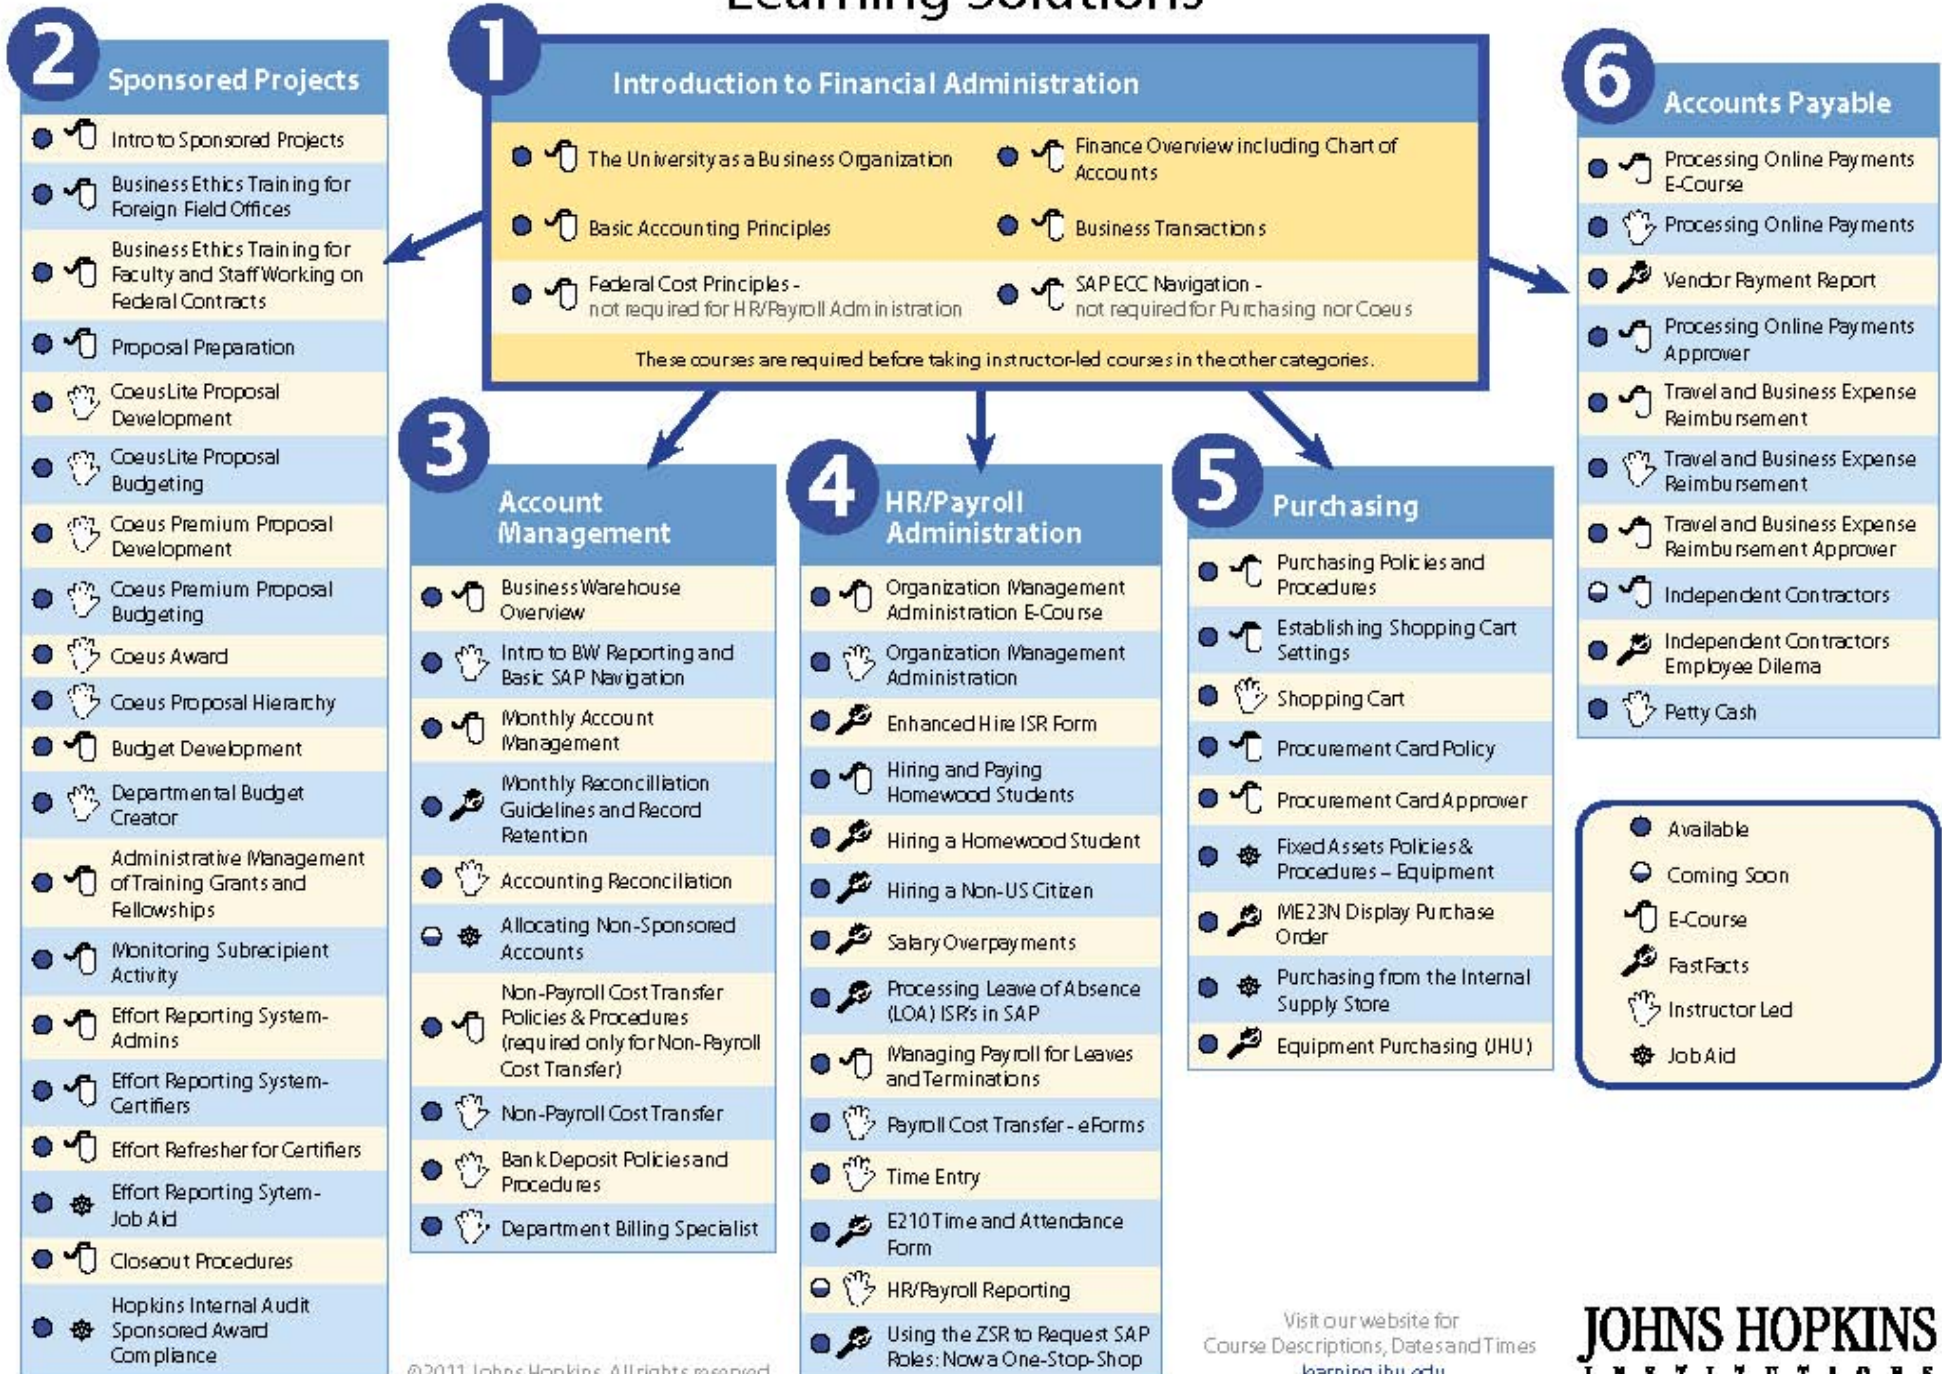 Learning Solutions
2
Sponsored Projects
Intro to Sponsored Projects
Business Ethics Training for
Foreign Field Offices
Business Ethics Training for
Faculty and Staff Working on
Federal Contracts
Proposal Preparation
CoeusLite Proposal
Development
CoeusLite Proposal
Budgeting
Coeus Premium Proposal
Development
Coeus Premium Proposal
Budgeting
Coeus Award
Coeus Proposal Hierarchy
Budget Development
Departmental Budget
Creator
Administrative Management
of Training Grants and
Fellowships
Monitoring Subrecipient
Activity
Effort Reporting System-
Admins
Effort Reporting System-
Certifiers
Effort Refresher for Certifiers
Effort Reporting Sytem-
Job Aid
Closeout Procedures
Hopkins Internal Audit
Sponsored Award
Compliance
1
Introduction to Financial Administration
The University as a Business Organization
Finance Overview including Chart of
Accounts
Basic Accounting Principles
Business Transactions
Federal Cost Principles -
not required for HR/Payroll Administration
SAP ECC Navigation -
not required for Purchasing nor Coeus
These courses are required before taking instructor-led courses in the other categories.
3
Account
Management
Business Warehouse
Overview
Intro to BW Reporting and
Basic SAP Navigation
Monthly Account
Management
Monthly Reconcilliation
Guidelines and Record
Retention
Accounting Reconciliation
Allocating Non-Sponsored
Accounts
Non-Payroll Cost Transfer
Policies & Procedures
(required only for Non-Payroll
Cost Transfer)
Non-Payroll Cost Transfer
Bank Deposit Policies and
Procedures
Department Billing Specialist
4
HR/Payroll
Administration
Organization Management
Administration E-Course
Organization Management
Administration
Enhanced Hire ISR Form
Hiring and Paying
Homewood Students
Hiring a Homewood Student
Hiring a Non-US Citizen
Salary Overpayments
Processing Leave of Absence
(LOA) ISR's in SAP
Managing Payroll for Leaves
and Terminations
Payroll Cost Transfer - eForms
Time Entry
E210 Time and Attendance
Form
HR/Payroll Reporting
Using the ZSR to Request SAP
Roles: Now a One-Stop-Shop
5
Purchasing
Purchasing Policies and
Procedures
Establishing Shopping Cart
Settings
Shopping Cart
Procurement Card Policy
Procurement Card Approver
Fixed Assets Policies &
Procedures – Equipment
ME23N Display Purchase
Order
Purchasing from the Internal
Supply Store
Equipment Purchasing (JHU)
6
Accounts Payable
Processing Online Payments
E-Course
Processing Online Payments
Vendor Payment Report
Processing Online Payments
Approver
Travel and Business Expense
Reimbursement
Travel and Business Expense
Reimbursement
Travel and Business Expense
Reimbursement Approver
Independent Contractors
Independent Contractors
Employee Dilema
Petty Cash
Available
Coming Soon
E-Course
FastFacts
Instructor Led
Job Aid
©2011 Johns Hopkins. All rights reserved
Visit our website for
Course Descriptions, Dates and Times
learning.jhu.edu
JOHNS HOPKINS
INSTITUTIONS